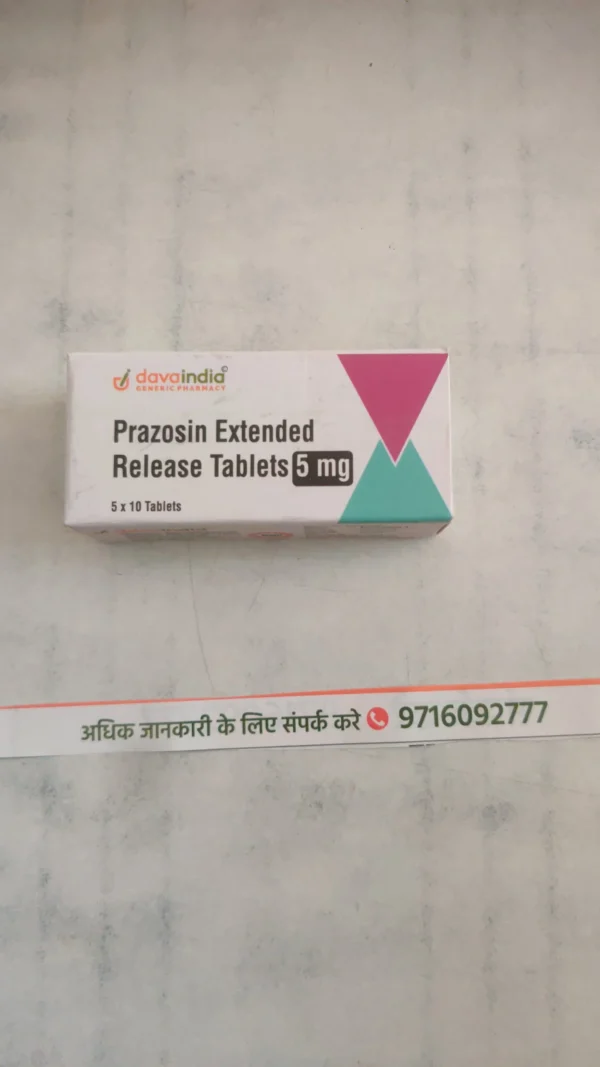 davaindia©
GENERIC PHARMACY
Prazosin Extended
Release Tablets 5 mg
5 x 10 Tablets
अधिक जानकारी के लिए संपर्क करे 9716092777